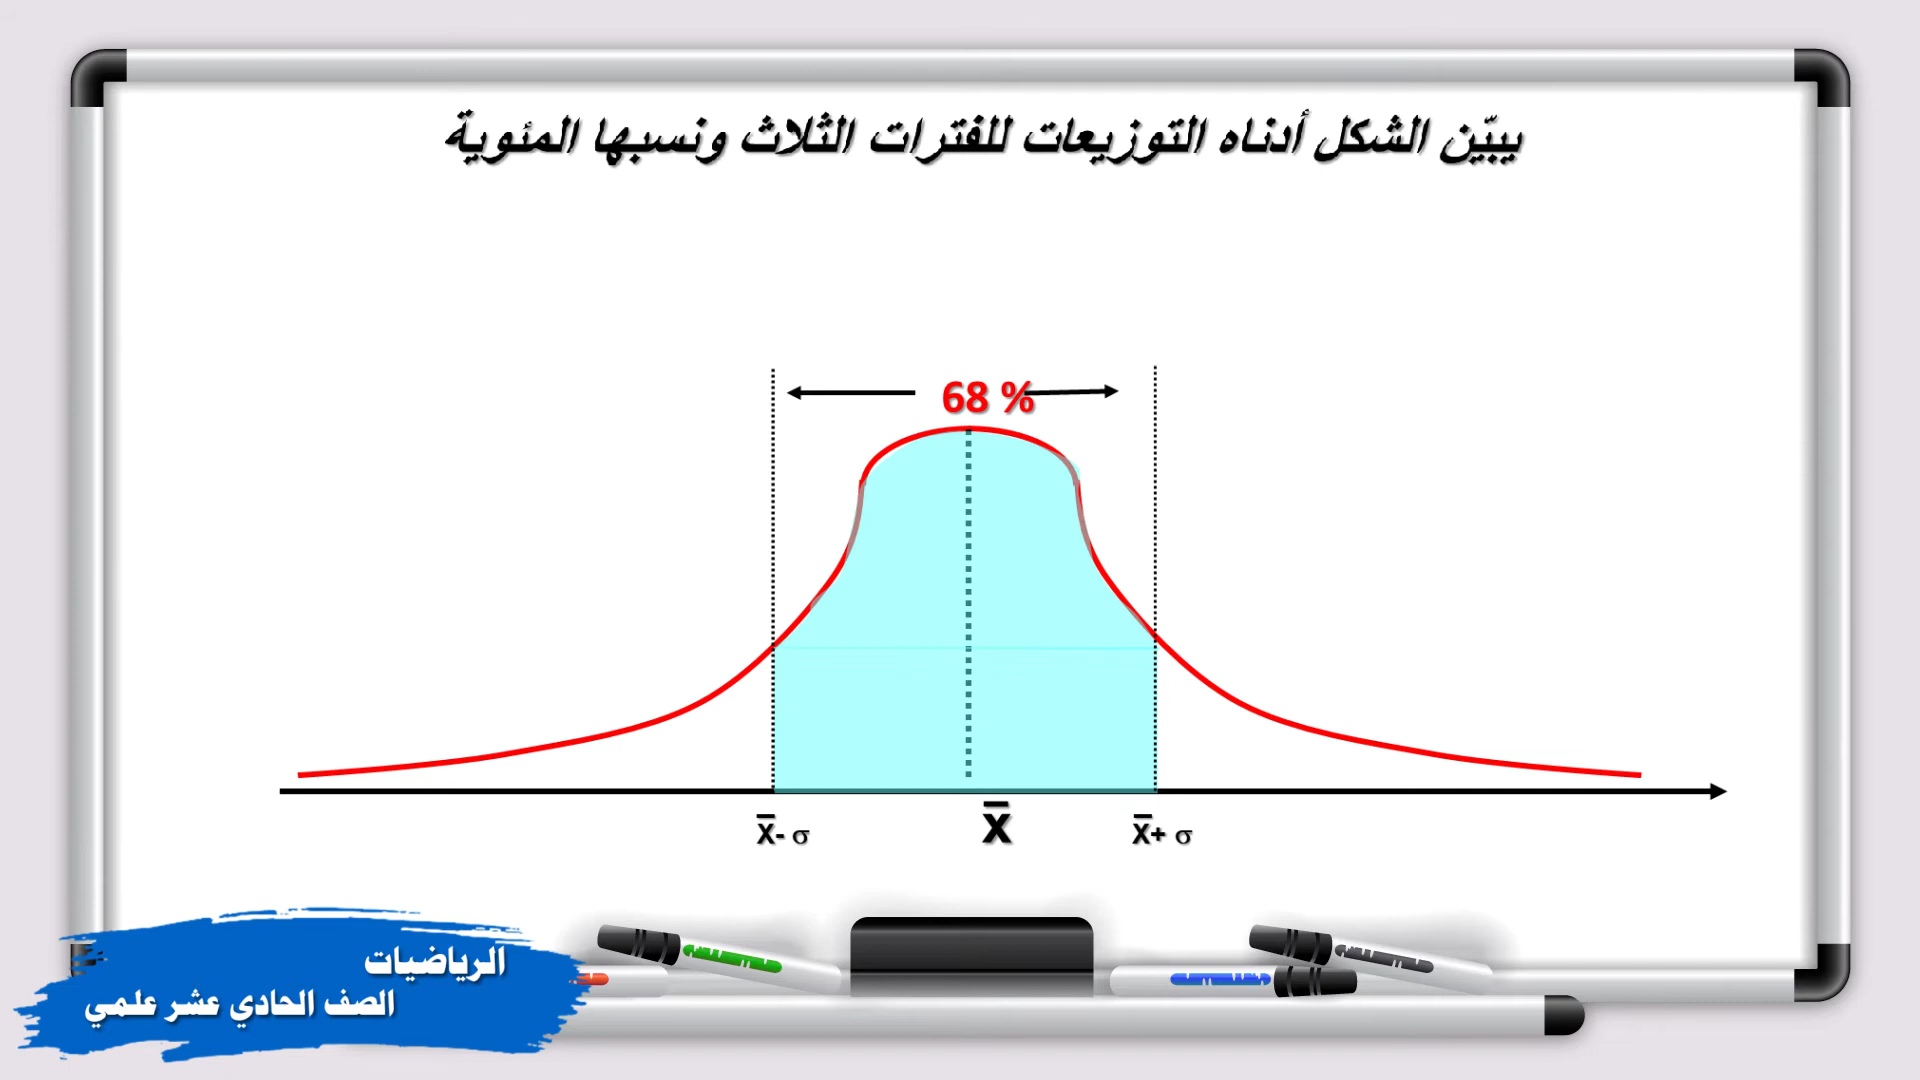 يبيّن الشكل أدناه التوزيعات للفترات الثلاث ونسبها المئوية
68 %
x̅- σ
x̅
x̅+ σ
الرياضيات
الصف الحادي عشر علمي